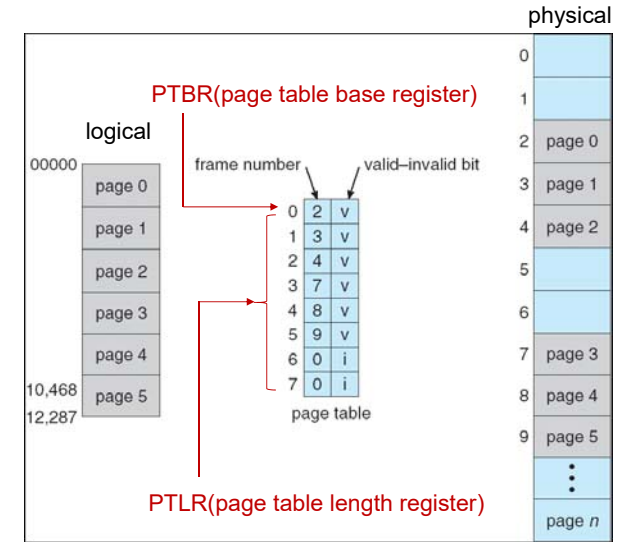 physical
PTBR(page table base register)
logical
00000
page 0
page 1
page 2
page 3
page 4
page 5
10,468
12,287
frame number
valid–invalid bit
0 2 v
1 3 v
2 4 v
3 7 v
4 8 v
5 9 v
6 0 i
7 0 i
page table
PTLR(page table length register)
0
1
2 page 0
3 page 1
4 page 2
5
6
7 page 3
8 page 4
9 page 5
⋮
page n